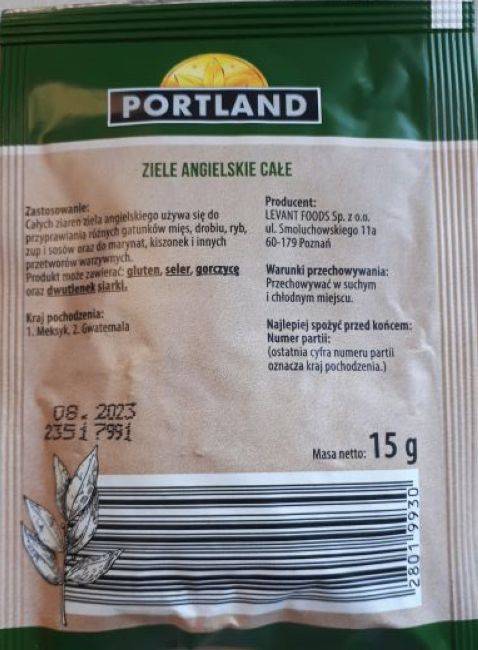 PORTLAND
ZIELE ANGIELSKIE CAŁE
Zastosowanie:
Całych ziaren ziela angielskiego używa się do
przyprawiania różnych gatunków mięs, drobiu, ryb,
zup i sosów oraz do marynat, kiszonek i innych
przetworów warzywnych.
Produkt może zawierać: gluten, seler, gorczycę
oraz dwutlenek siarki.
Kraj pochodzenia:
1. Meksyk, 2. Gwatemala
Producent:
LEVANT FOODS Sp. z o.o.
ul. Smoluchowskiego 11a
60-179 Poznań
Warunki przechowywania:
Przechowywać w suchym
i chłodnym miejscu.
Najlepiej spożyć przed końcem:
Numer partii:
(ostatnia cyfra numeru partii
oznacza kraj pochodzenia.)
08. 2023
2351 7991
Masa netto: 15 g
2801 9930